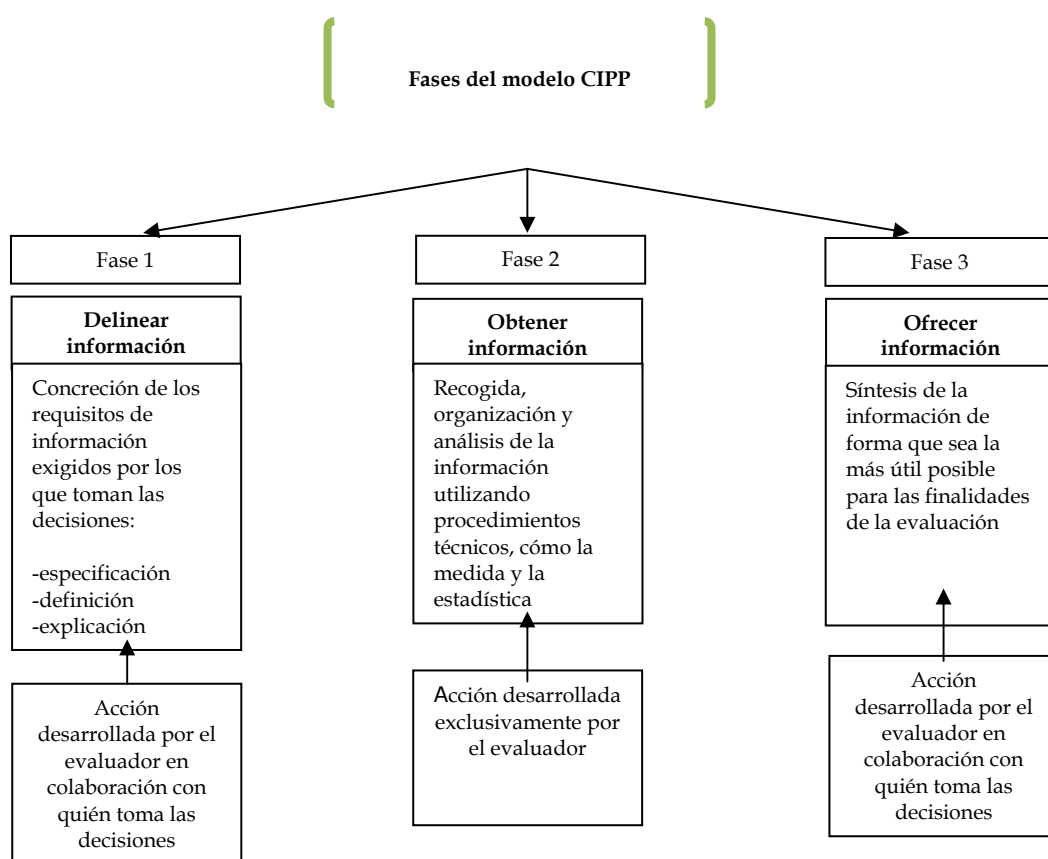 Fases del modelo CIPP
Fase 1
Delinear
información
Concreción de los
requisitos de
información
exigidos por los
que toman las
decisiones:
-especificación
-definición
-explicación
Acción
desarrollada por el
evaluador en
colaboración con
quién toma las
decisiones
Fase 2
Obtener
información
Recogida,
organización y
análisis de la
información
utilizando
procedimientos
técnicos, cómo la
medida y la
estadística
Acción desarrollada
exclusivamente por
el evaluador
Fase 3
Ofrecer
información
Síntesis de la
información de
forma que sea la
más útil posible
para las finalidades
de la evaluación
Acción
desarrollada por el
evaluador en
colaboración con
quién toma las
decisiones